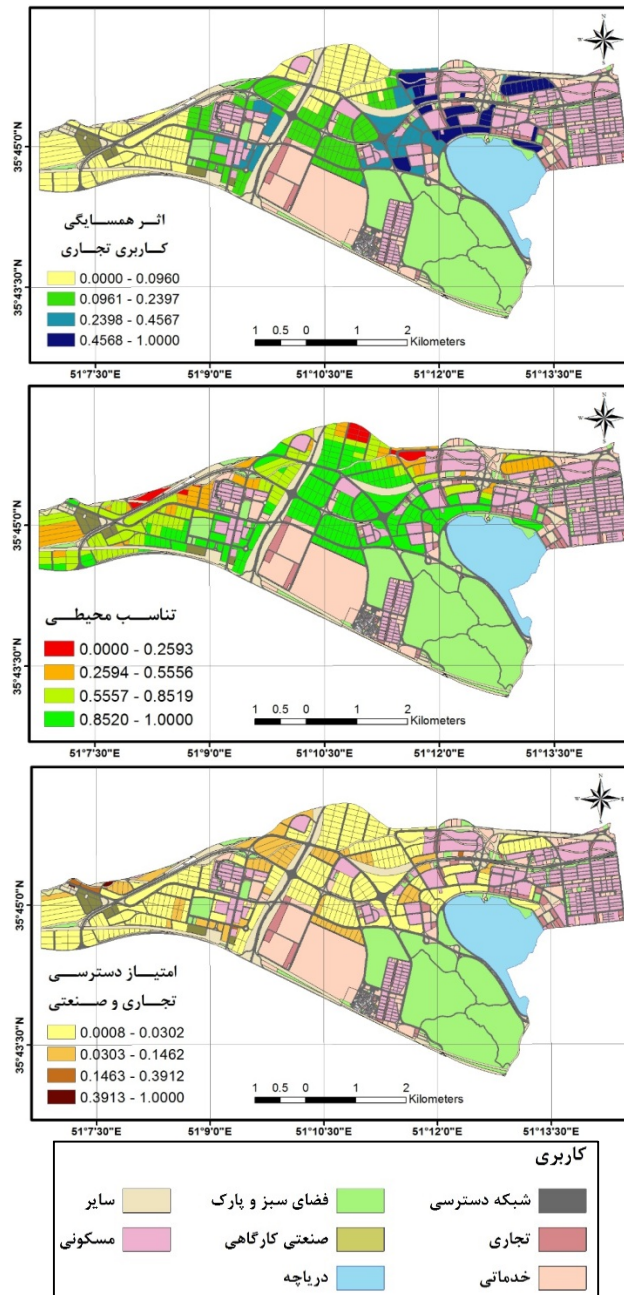 N
35°45'0"N
35°43'30"N
اثر همسایگی
کاربری تجاری
0.0000 - 0.0960
0.0961 - 0.2397
0.2398 - 0.4567
0.4568 - 1.0000
1 0.5 0 1 2
Kilometers
51°7'30"E 51°9'0"E 51°10'30"E 51°12'0"E 51°13'30"E
N
35°45'0"N
35°43'30"N
تناسب محیطی
0.0000 - 0.2593
0.2594 - 0.5556
0.5557 - 0.8519
0.8520 - 1.0000
1 0.5 0 1 2
Kilometers
51°7'30"E 51°9'0"E 51°10'30"E 51°12'0"E 51°13'30"E
N
35°45'0"N
35°43'30"N
امتیاز دسترسی
تجاری و صنعتی
0.0008 - 0.0302
0.0303 - 0.1462
0.1463 - 0.3912
0.3913 - 1.0000
1 0.5 0 1 2
Kilometers
51°7'30"E 51°9'0"E 51°10'30"E 51°12'0"E 51°13'30"E
کاربری
شبکه دسترسی فضای سبز و پارک سایر
تجاری صنعتی کارگاهی مسکونی
خدماتی دریاچه